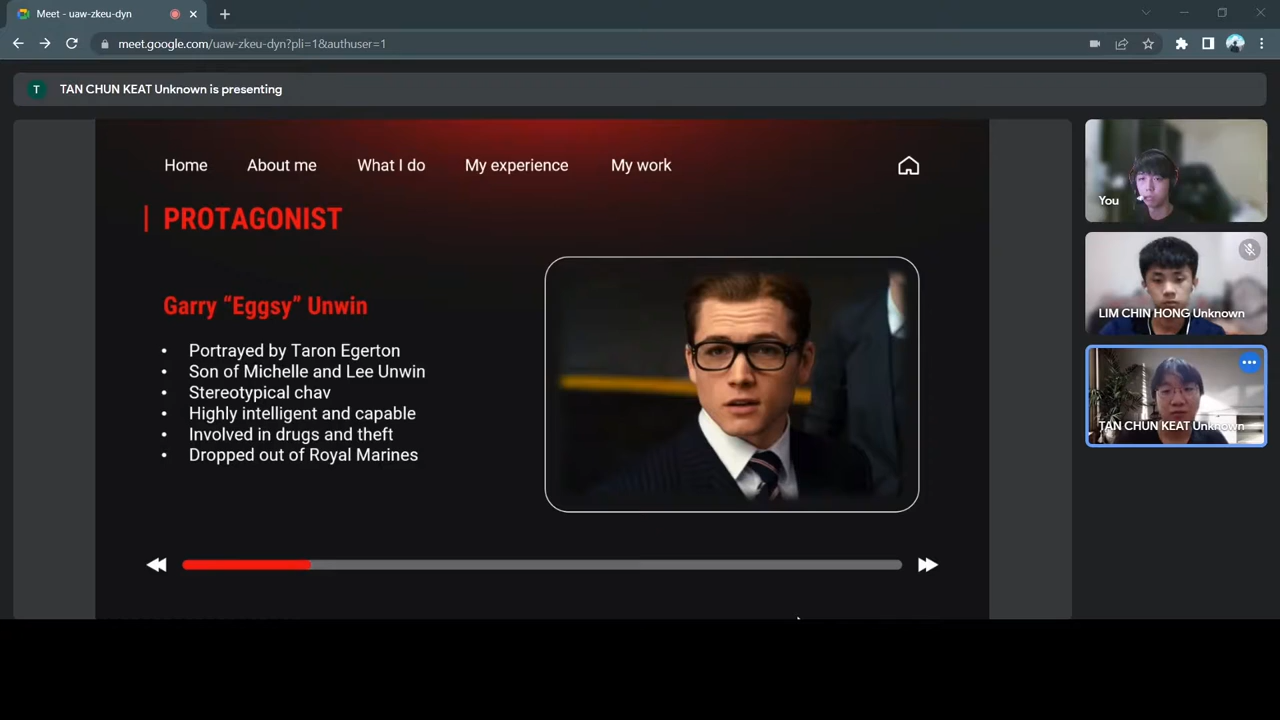 Meet - uaw-zkeu-dyn
meet.google.com/uaw-zkeu-dyn?pli=1&authuser=1
T
TAN CHUN KEAT Unknown is presenting
Home
About me
What I do
My experience
My work
PROTAGONIST
Garry “Eggsy” Unwin
• Portrayed by Taron Egerton
• Son of Michelle and Lee Unwin
• Stereotypical chav
• Highly intelligent and capable
• Involved in drugs and theft
• Dropped out of Royal Marines
You
LIM CHIN HONG Unknown
TAN CHUN KEAT Unknown